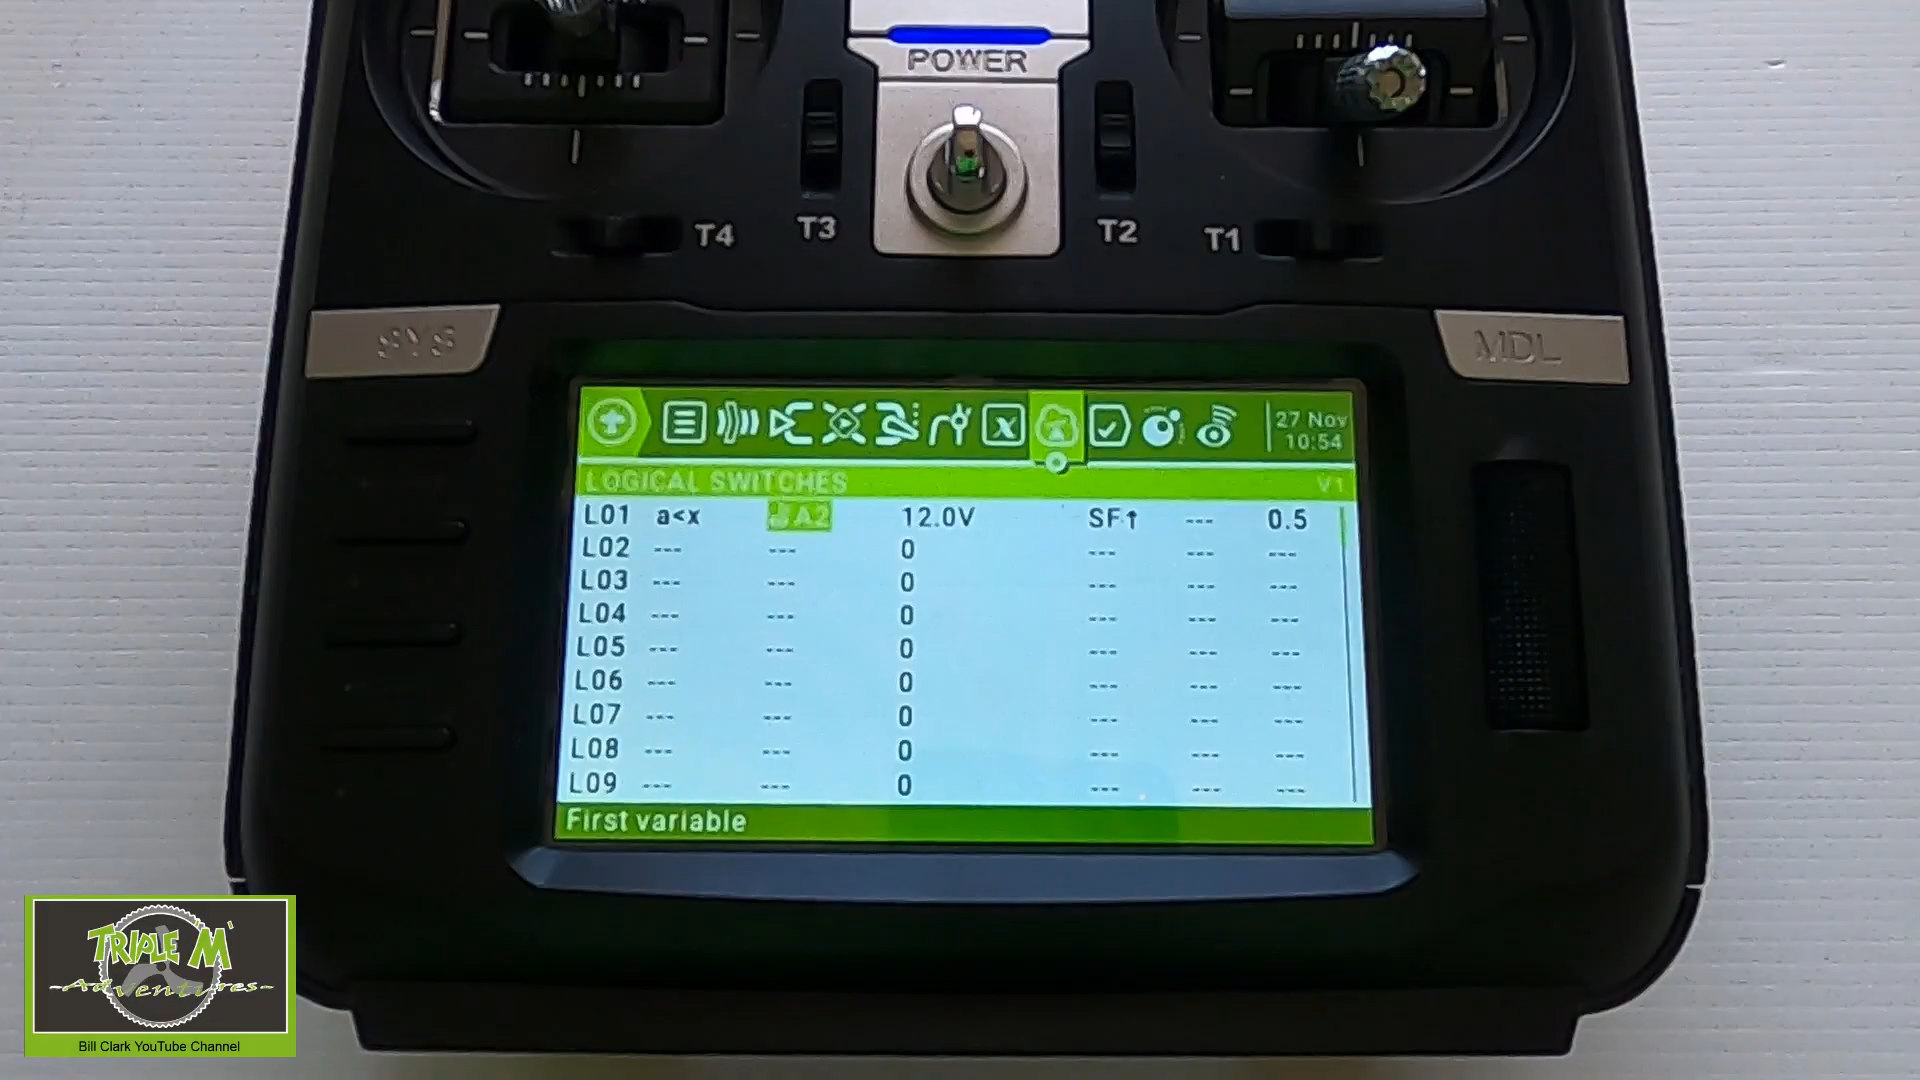 POWER
T4 T3 T2 T1
SYS MDL
27 Nov
10:54
LOGICAL SWITCHES V1
L01 a<x A2 12.0V SF↑ --- 0.5
L02 --- --- 0 --- --- ---
L03 --- --- 0 --- --- ---
L04 --- --- 0 --- --- ---
L05 --- --- 0 --- --- ---
L06 --- --- 0 --- --- ---
L07 --- --- 0 --- --- ---
L08 --- --- 0 --- --- ---
L09 --- --- 0 --- --- ---
First variable
TRIPLE M
-Adventures-
Bill Clark YouTube Channel